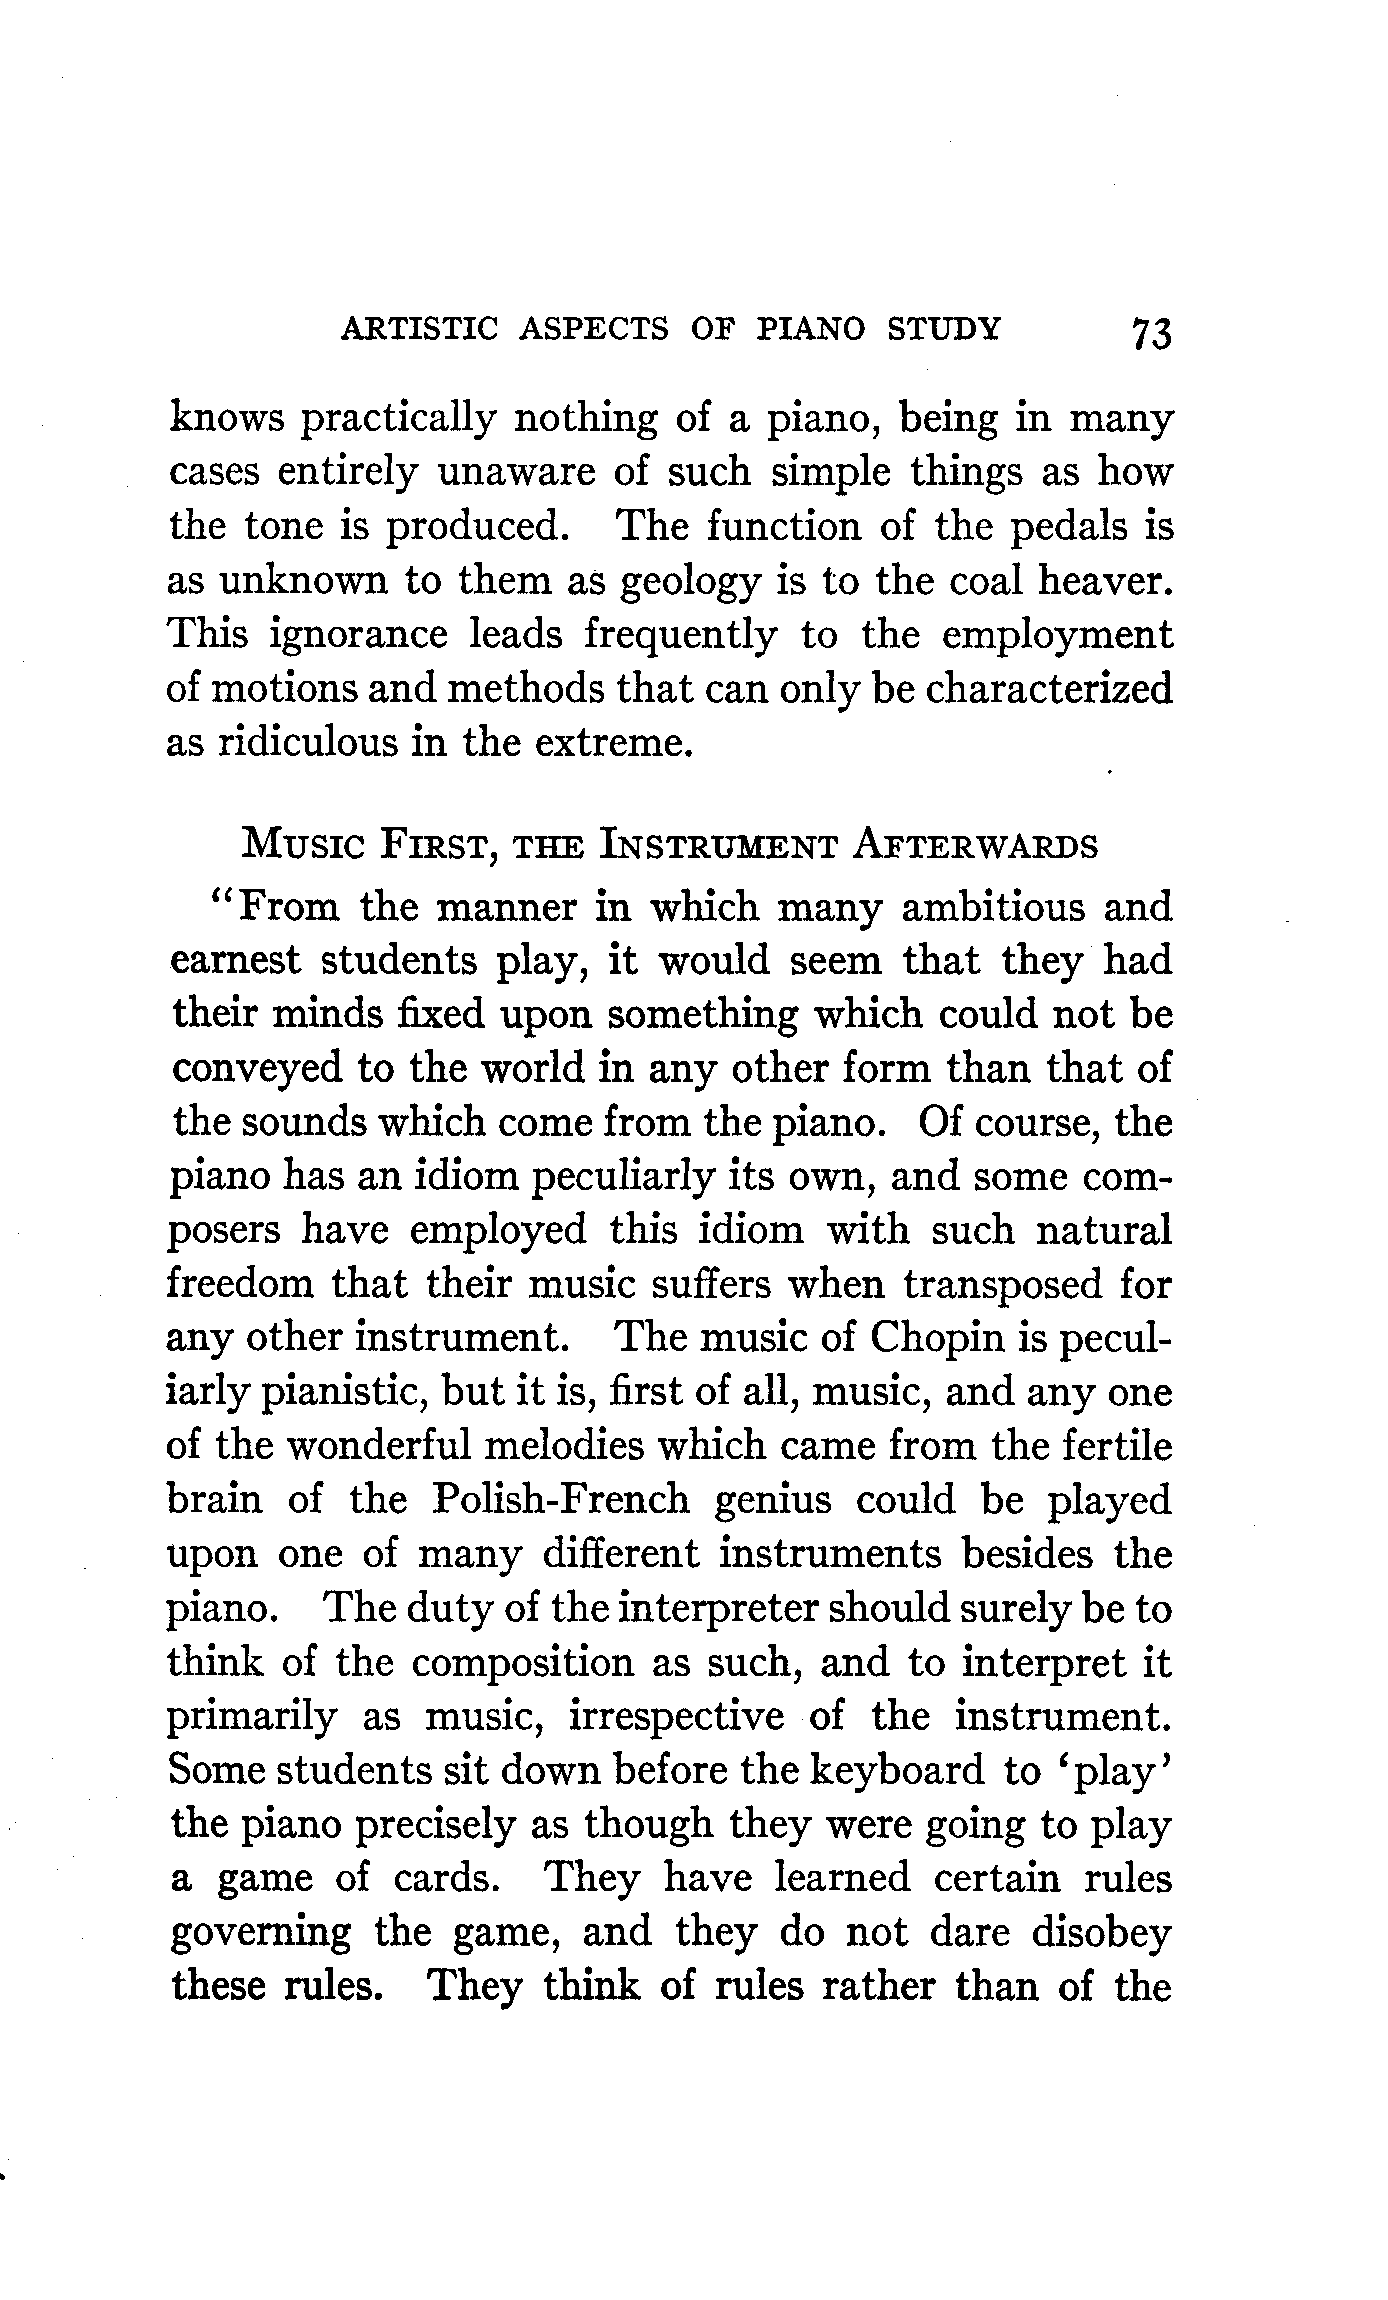 ARTISTIC ASPECTS OF PIANO STUDY 73
knows practically nothing of a piano, being in many
cases entirely unaware of such simple things as how
the tone is produced. The function of the pedals is
as unknown to them as geology is to the coal heaver.
This ignorance leads frequently to the employment
of motions and methods that can only be characterized
as ridiculous in the extreme.
MUSIC FIRST, THE INSTRUMENT AFTERWARDS
"From the manner in which many ambitious and
earnest students play, it would seem that they had
their minds fixed upon something which could not be
conveyed to the world in any other form than that of
the sounds which come from the piano. Of course, the
piano has an idiom peculiarly its own, and some com-
posers have employed this idiom with such natural
freedom that their music suffers when transposed for
any other instrument. The music of Chopin is pecul-
iarly pianistic, but it is, first of all, music, and any one
of the wonderful melodies which came from the fertile
brain of the Polish-French genius could be played
upon one of many different instruments besides the
piano. The duty of the interpreter should surely be to
think of the composition as such, and to interpret it
primarily as music, irrespective of the instrument.
Some students sit down before the keyboard to 'play'
the piano precisely as though they were going to play
a game of cards. They have learned certain rules
governing the game, and they do not dare disobey
these rules. They think of rules rather than of the